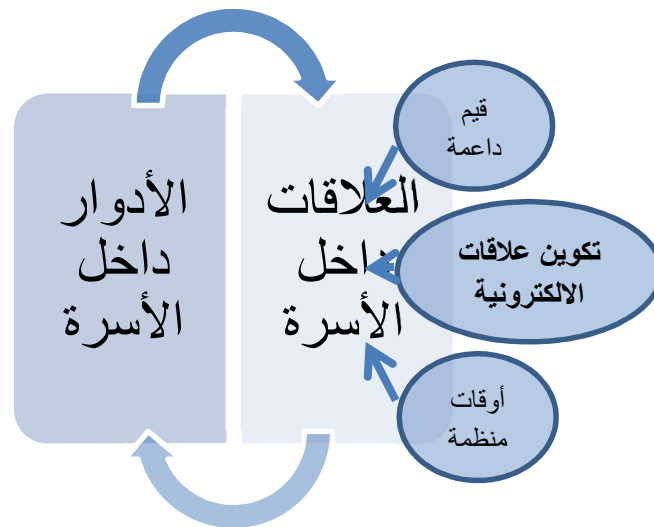 قيم
داعمة
العلاقات
داخل
الأسرة
تكوين علاقات
الالكترونية
أوقات
منظمة
الأدوار
داخل
الأسرة